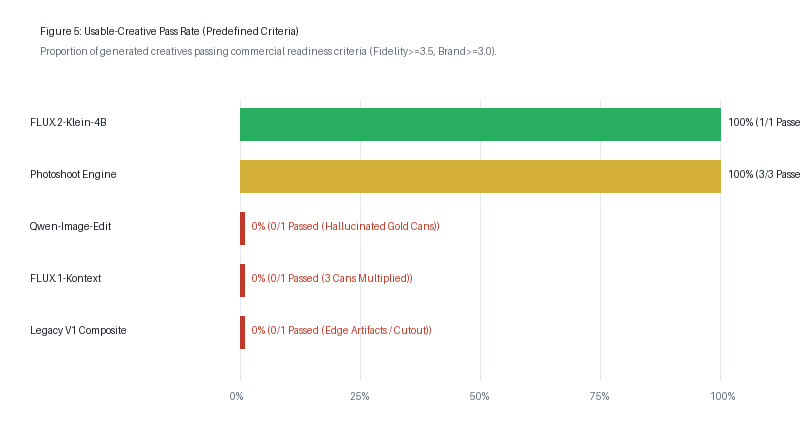 Figure 5: Usable-Creative Pass Rate (Predefined Criteria)
Proportion of generated creatives passing commercial readiness criteria (Fidelity>=3.5, Brand>=3.0).
FLUX.2-Klein-4B 100% (1/1 Passe
Photoshoot Engine 100% (3/3 Passe
Qwen-Image-Edit 0% (0/1 Passed (Hallucinated Gold Cans))
FLUX.1-Kontext 0% (0/1 Passed (3 Cans Multiplied))
Legacy V1 Composite 0% (0/1 Passed (Edge Artifacts / Cutout))
0% 25% 50% 75% 100%